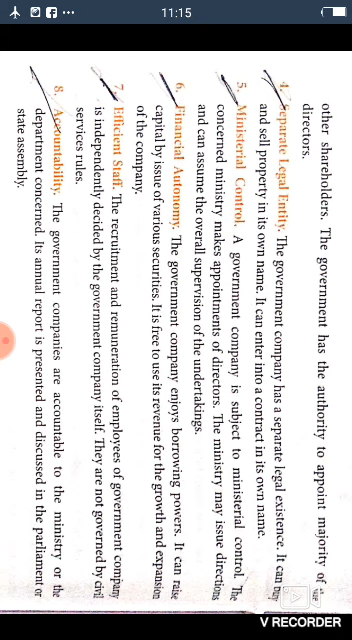 11:15
other shareholders. The government has the authority to appoint majority of
directors.
4. Separate Legal Entity. The government company has a separate legal existence. It can buy
and sell property in its own name. It can enter into a contract in its own name.
5. Ministerial Control. A government company is subject to ministerial control. The
concerned ministry makes appointments of directors. The ministry may issue directions
and can assume the overall supervision of the undertakings.
6. Financial Autonomy. The government company enjoys borrowing powers. It can raise
capital by issue of various securities. It is free to use its revenue for the growth and expansion
of the company.
7. Efficient Staff. The recruitment and remuneration of employees of government company
is independently decided by the government company itself. They are not governed by civil
services rules.
8. Accountability. The government companies are accountable to the ministry or the
department concerned. Its annual report is presented and discussed in the parliament or
state assembly.
V RECORDER